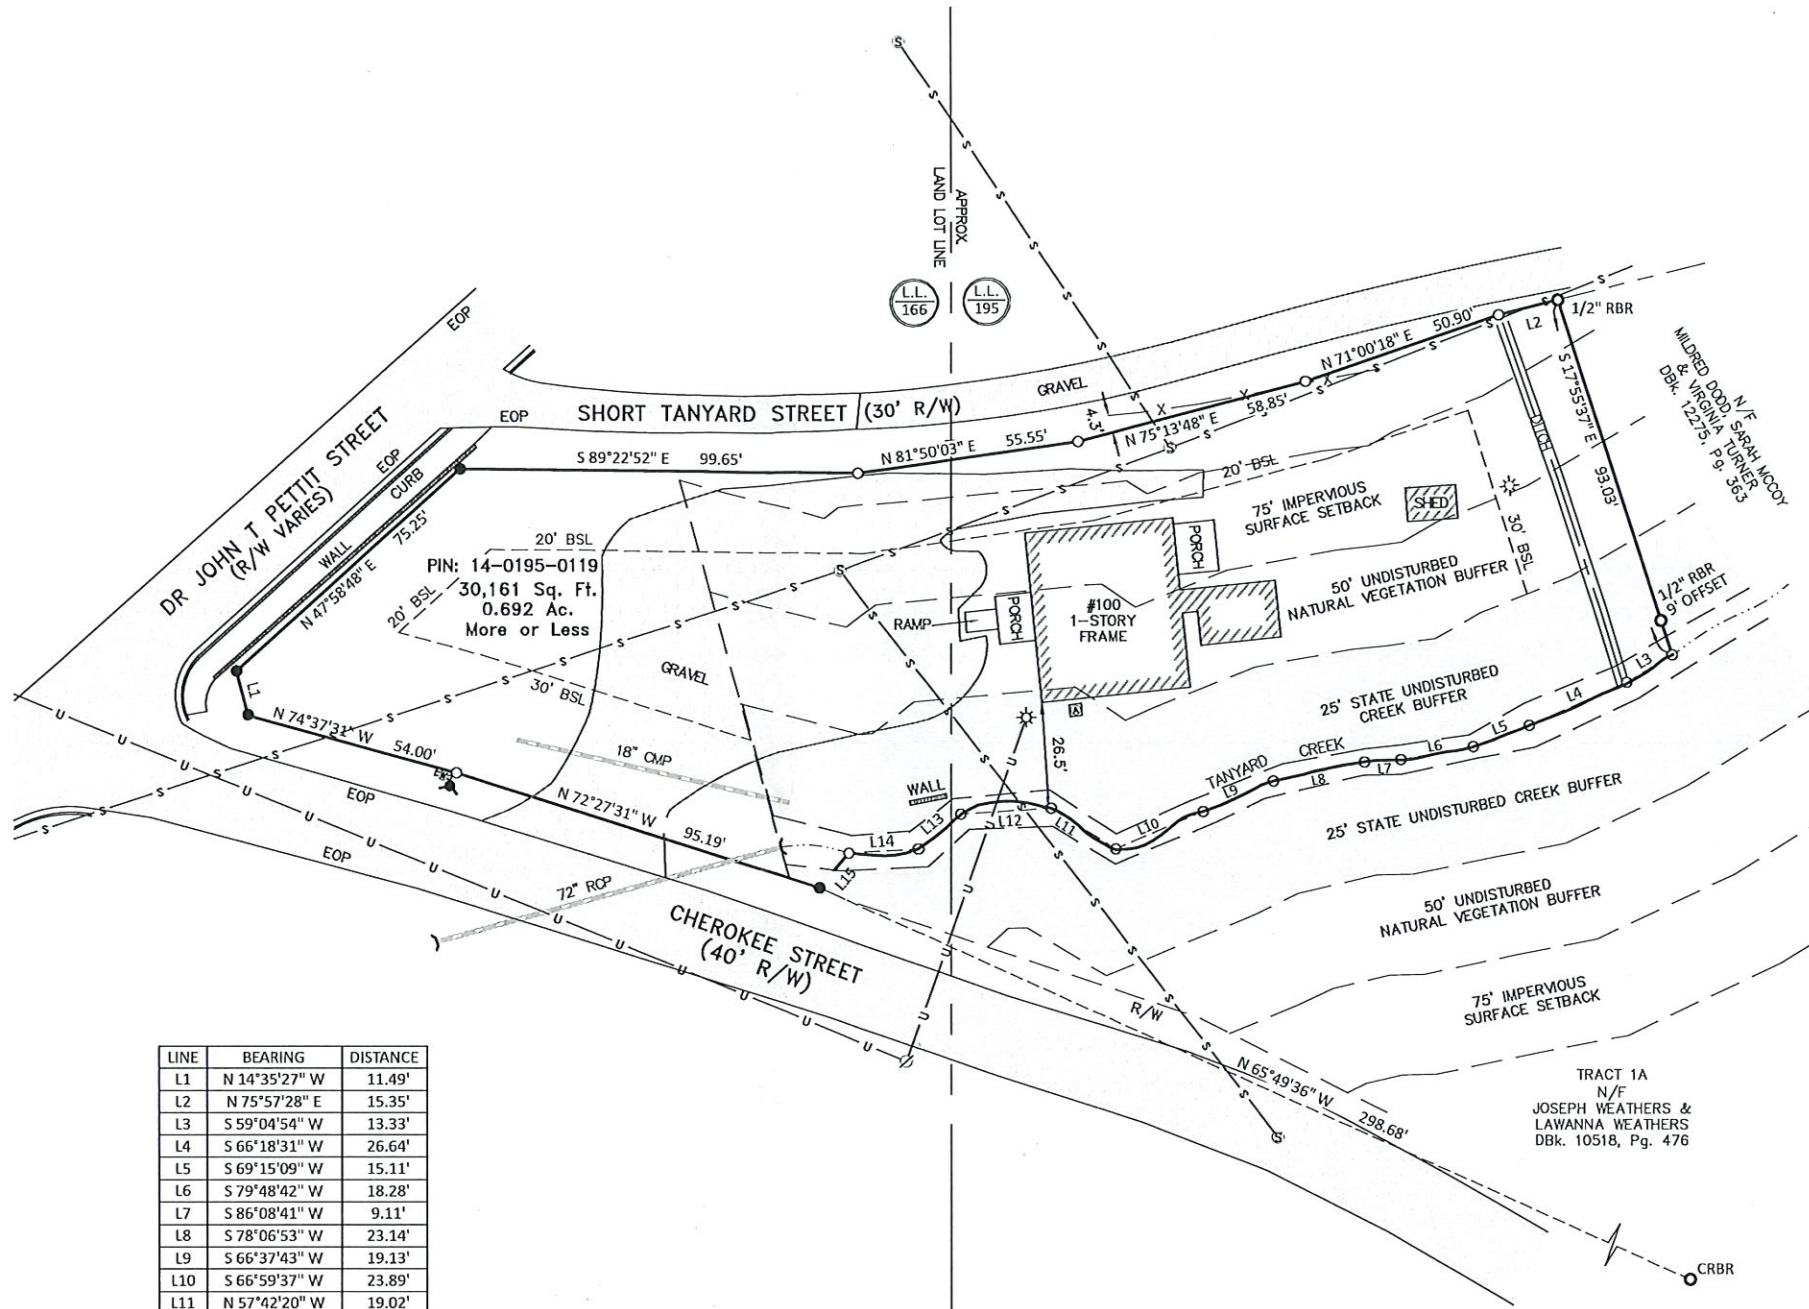 APPROX.
LAND LOT LINE
L.L.
166
L.L.
195
EOP
1/2" RBR
L2
50.90'
N 71°00'18" E
GRAVEL
SHORT TANYARD STREET (30' R/W)
EOP
58.85'
N 75°13'48" E
4.3'
55.55'
N 81°50'03" E
S 89°22'52" E 99.65'
S 17°55'37" E
93.03'
N/F
MILDRED DODD, SARAH MCCOY
& VIRGINIA TURNER
DBk. 12275, Pg. 363
DR JOHN T PETTIT STREET
(R/W VARIES)
EOP
CURB
WALL
75.25'
N 47°58'48" E
20' BSL
20' BSL
PIN: 14-0195-0119
30,161 Sq. Ft.
0.692 Ac.
More or Less
20' BSL
30' BSL
GRAVEL
20' BSL
75' IMPERVIOUS
SURFACE SETBACK
SHED
DITCH
30' BSL
PORCH
50' UNDISTURBED
NATURAL VEGETATION BUFFER
1/2" RBR
9' OFFSET
RAMP
PORCH
#100
1-STORY
FRAME
25' STATE UNDISTURBED
CREEK BUFFER
L3
L4
L5
L6
L7
L8
L9
L10
TANYARD CREEK
L1
N 74°37'31" W
54.00'
18" CMP
26.5'
WALL
L11
L12
L13
L14
L15
25' STATE UNDISTURBED CREEK BUFFER
EOP
EOP
N 72°27'31" W
95.19'
72" RCP
CHEROKEE STREET
(40' R/W)
50' UNDISTURBED
NATURAL VEGETATION BUFFER
75' IMPERVIOUS
SURFACE SETBACK
R/W
N 65°49'36" W
298.68'
TRACT 1A
N/F
JOSEPH WEATHERS &
LAWANNA WEATHERS
DBk. 10518, Pg. 476
CRBR
LINE BEARING DISTANCE
L1 N 14°35'27" W 11.49'
L2 N 75°57'28" E 15.35'
L3 S 59°04'54" W 13.33'
L4 S 66°18'31" W 26.64'
L5 S 69°15'09" W 15.11'
L6 S 79°48'42" W 18.28'
L7 S 86°08'41" W 9.11'
L8 S 78°06'53" W 23.14'
L9 S 66°37'43" W 19.13'
L10 S 66°59'37" W 23.89'
L11 N 57°42'20" W 19.02'